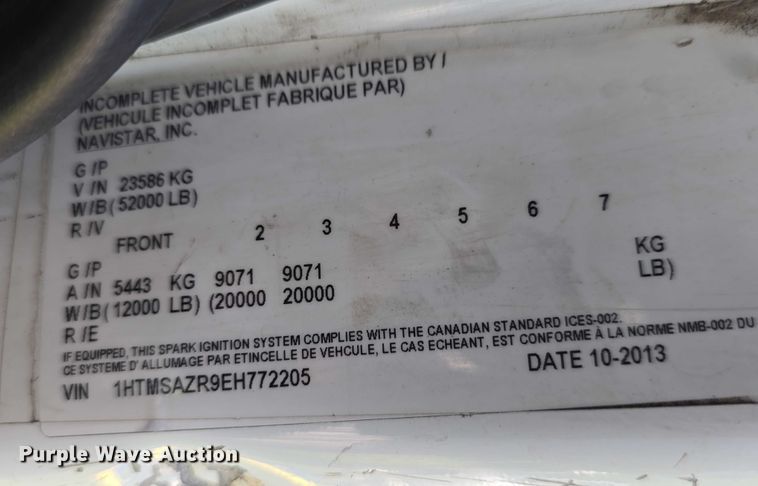 INCOMPLETE VEHICLE MANUFACTURED BY /
(VEHICULE INCOMPLET FABRIQUE PAR)
NAVISTAR, INC.
G /P
V /N 23586 KG
W/B( 52000 LB)
R /V
FRONT 2 3 4 5 6 7
G /P
A /N 5443 KG 9071 9071 KG
W/B( 12000 LB) (20000 20000 LB)
R /E
IF EQUIPPED, THIS SPARK IGNITION SYSTEM COMPLIES WITH THE CANADIAN STANDARD ICES-002.
CE SYSTEME D' ALLUMAGE PAR ETINCELLE DE VEHCULE, LE CAS ECHEANT, EST CONFORME À LA NORME NMB-002 DU
VIN 1HTMSAZR9EH772205 DATE 10-2013
Purple Wave Auction